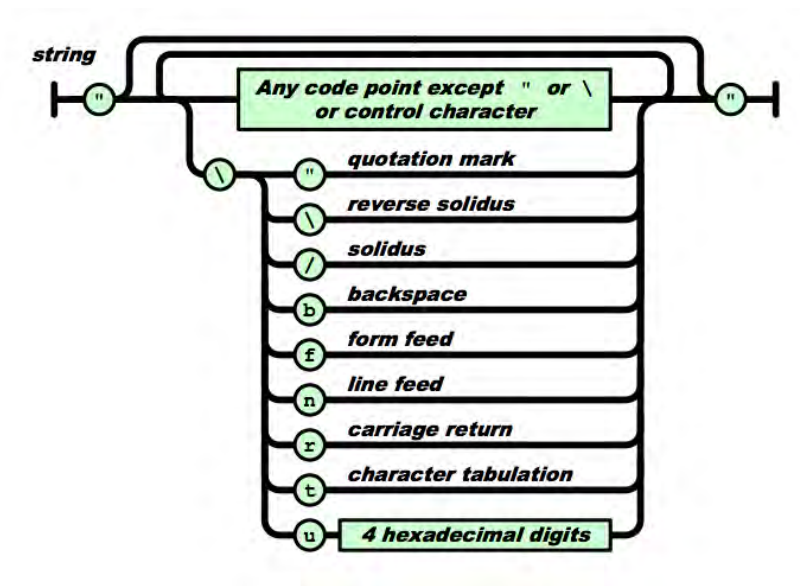 string
" Any code point except " or \ "
or control character
\ " quotation mark
\ reverse solidus
/ solidus
b backspace
f form feed
n line feed
r carriage return
t character tabulation
u 4 hexadecimal digits